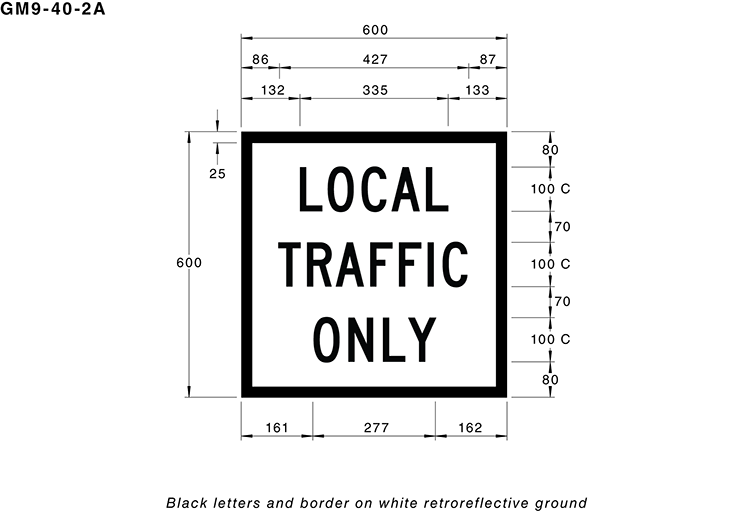 GM9-40-2A
600
86 427 87
132 335 133
25
600
80
100 C
70
100 C
70
100 C
80
LOCAL
TRAFFIC
ONLY
161 277 162
Black letters and border on white retroreflective ground